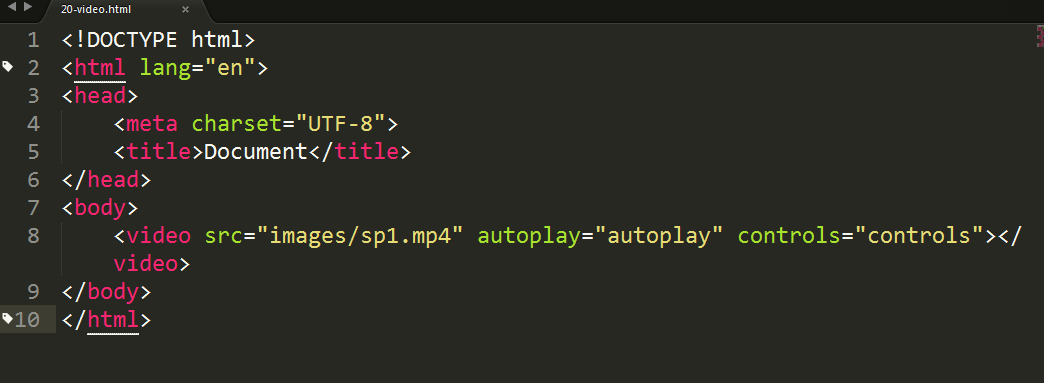 20-video.html ×
1 <!DOCTYPE html>
2 <html lang="en">
3 <head>
4     <meta charset="UTF-8">
5     <title>Document</title>
6 </head>
7 <body>
8     <video src="images/sp1.mp4" autoplay="autoplay" controls="controls"></
    video>
9 </body>
10 </html>